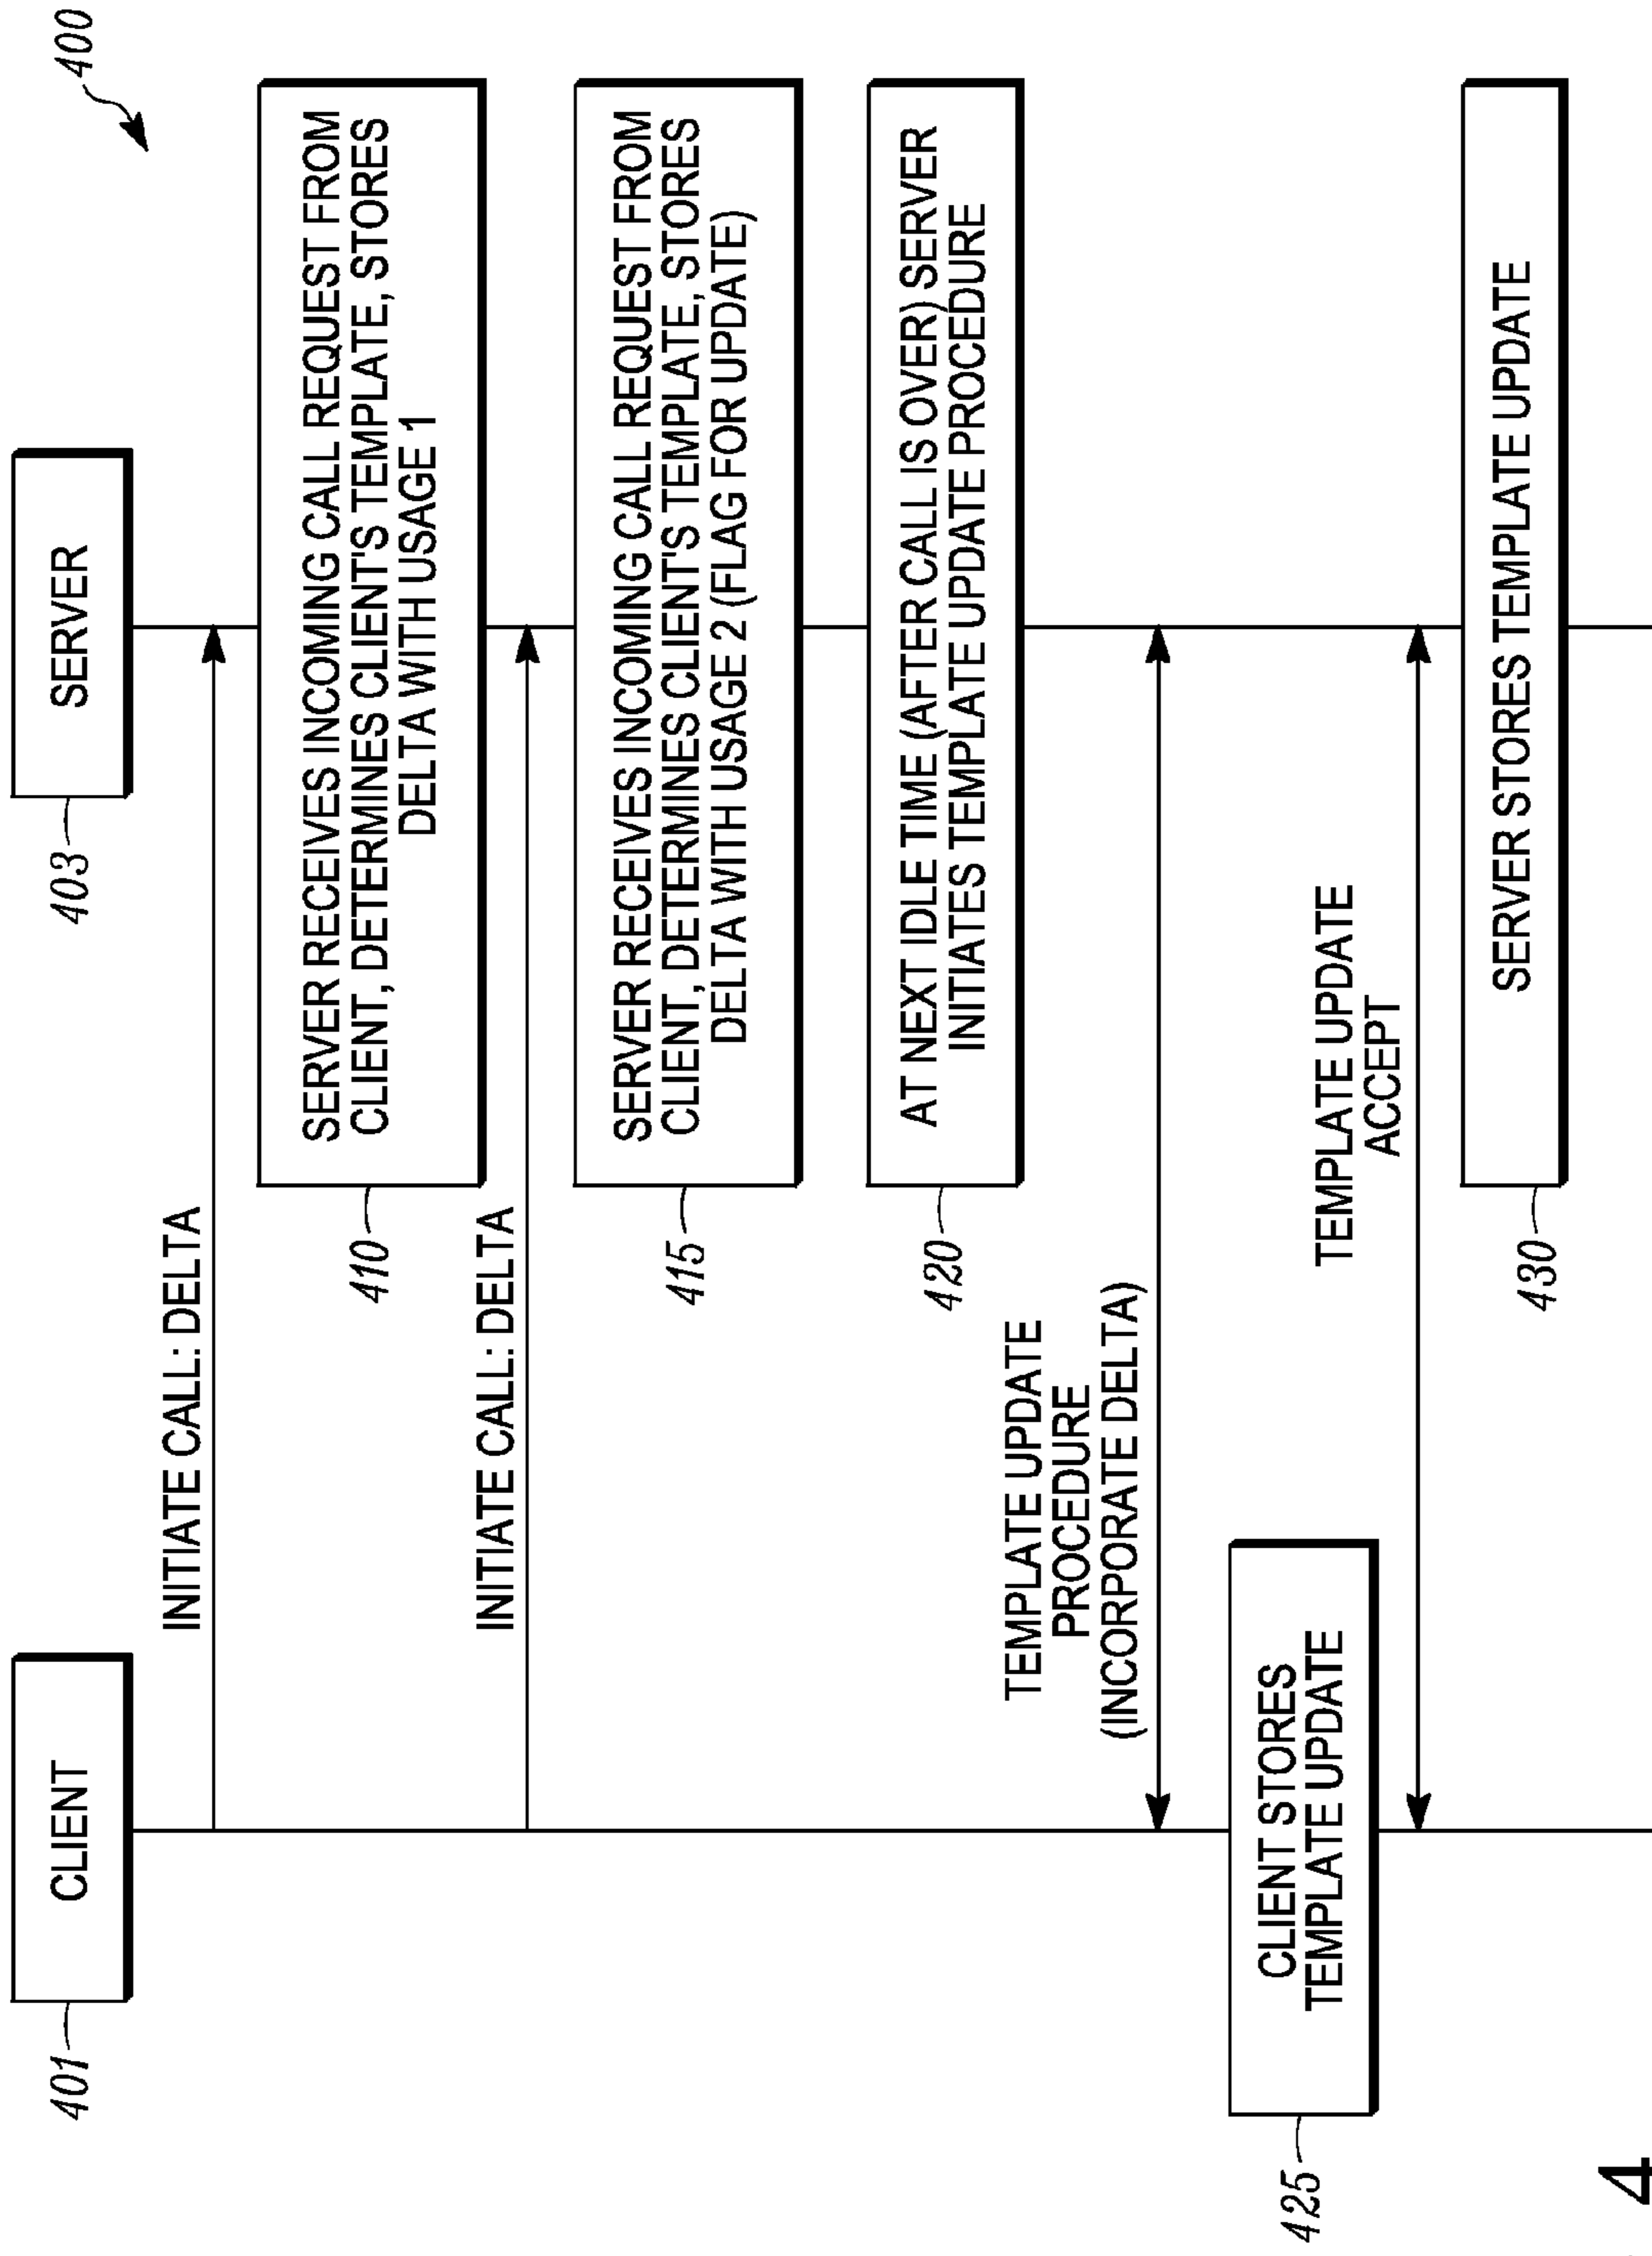 400
CLIENT
401
SERVER
403
INITIATE CALL: DELTA
SERVER RECEIVES INCOMING CALL REQUEST FROM
CLIENT, DETERMINES CLIENT'S TEMPLATE, STORES
DELTA WITH USAGE 1
410
INITIATE CALL: DELTA
SERVER RECEIVES INCOMING CALL REQUEST FROM
CLIENT, DETERMINES CLIENT'S TEMPLATE, STORES
DELTA WITH USAGE 2 (FLAG FOR UPDATE)
415
AT NEXT IDLE TIME (AFTER CALL IS OVER) SERVER
INITIATES TEMPLATE UPDATE PROCEDURE
420
TEMPLATE UPDATE
PROCEDURE
(INCORPORATE DELTA)
CLIENT STORES
TEMPLATE UPDATE
425
TEMPLATE UPDATE
ACCEPT
SERVER STORES TEMPLATE UPDATE
430
4